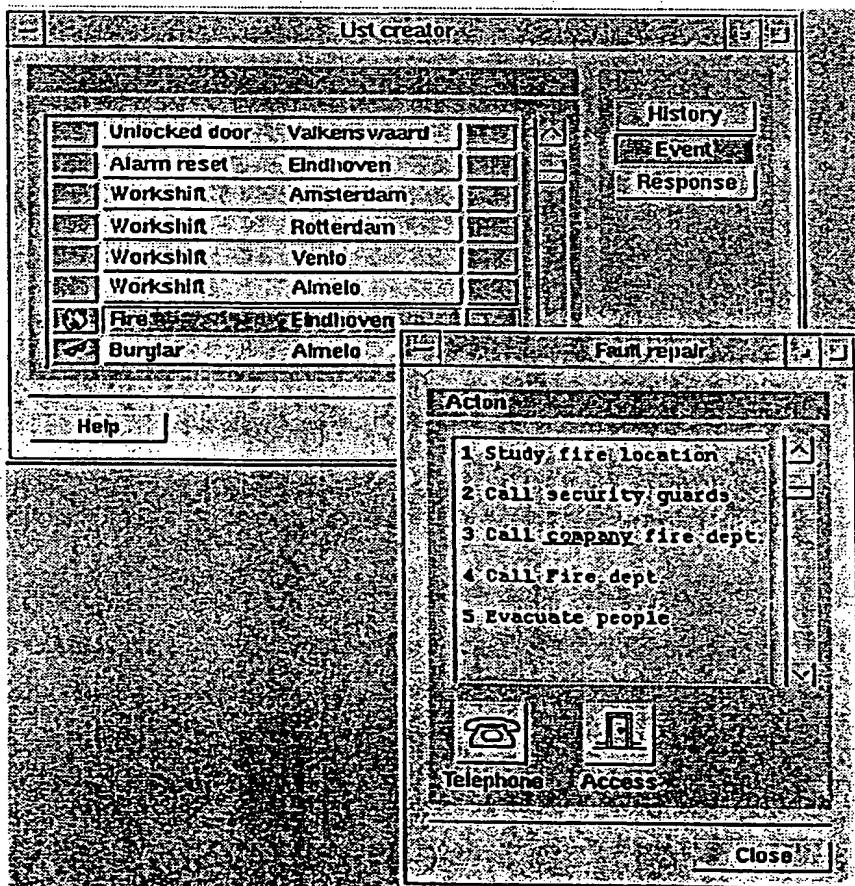 List creator
Unlocked door Valkenswaard
Alarm reset Eindhoven
Workshift Amsterdam
Workshift Rotterdam
Workshift Venlo
Workshift Almelo
Fire Eindhoven
Burglar Almelo
History
Event
Response
Help
Fault repair
Action
1 Study fire location
2 Call security guards
3 Call company fire dept.
4 Call Fire dept
5 Evacuate people
Telephone Access
Close